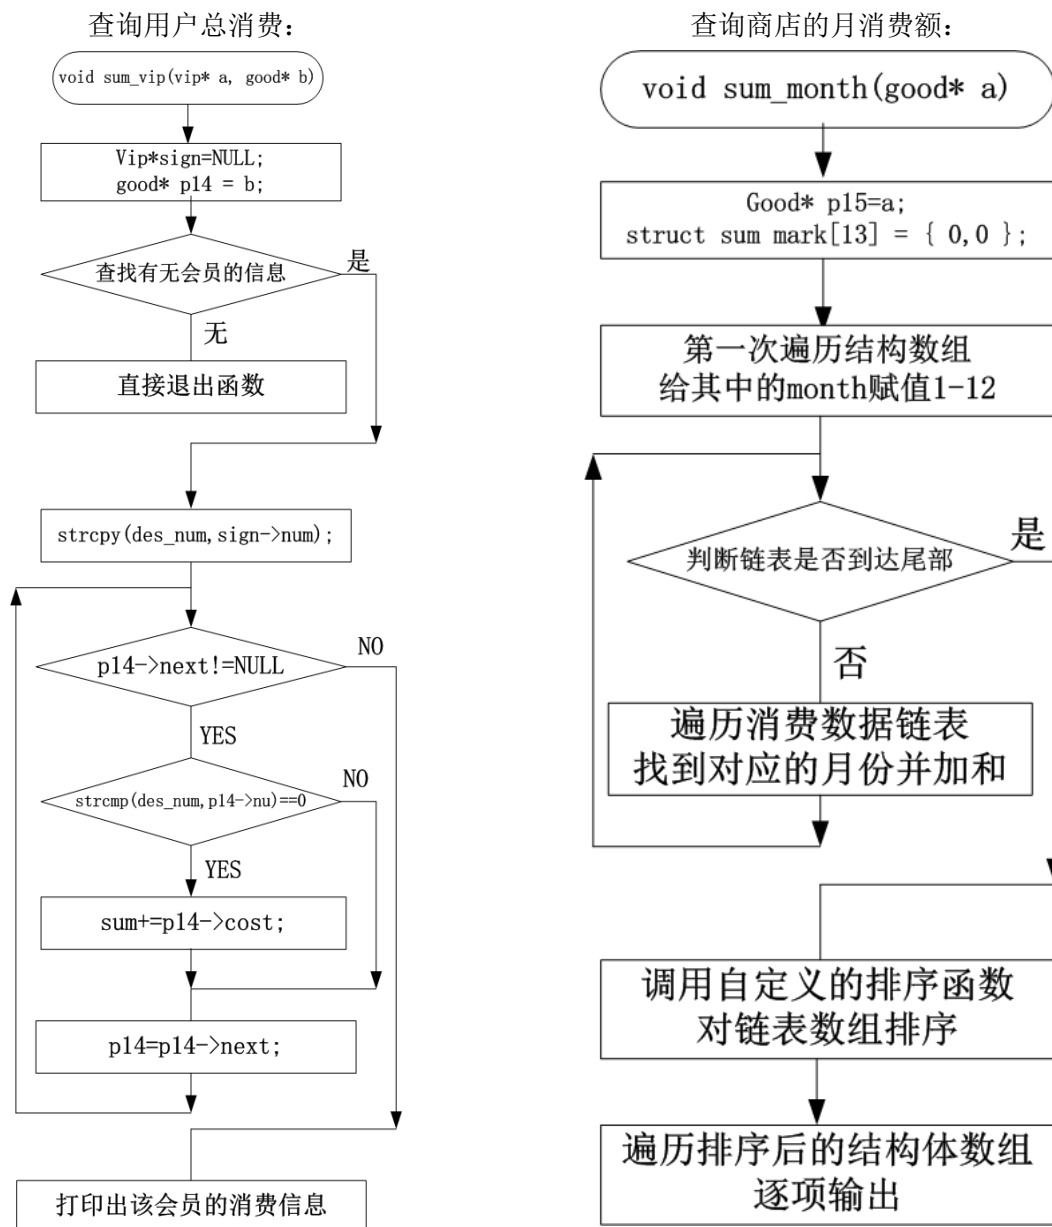 查询用户总消费：
void sum_vip(vip* a, good* b)
Vip*sign=NULL;
good* p14 = b;
查找有无会员的信息
是
无
直接退出函数
strcpy(des_num,sign->num);
p14->next!=NULL
NO
YES
strcmp(des_num,p14->nu)==0
NO
YES
sum+=p14->cost;
p14=p14->next;
打印出该会员的消费信息
查询商店的月消费额：
void sum_month(good* a)
Good* p15=a;
struct sum mark[13] = { 0,0 };
第一次遍历结构数组
给其中的month赋值1-12
判断链表是否到达尾部
是
否
遍历消费数据链表
找到对应的月份并加和
调用自定义的排序函数
对链表数组排序
遍历排序后的结构体数组
逐项输出